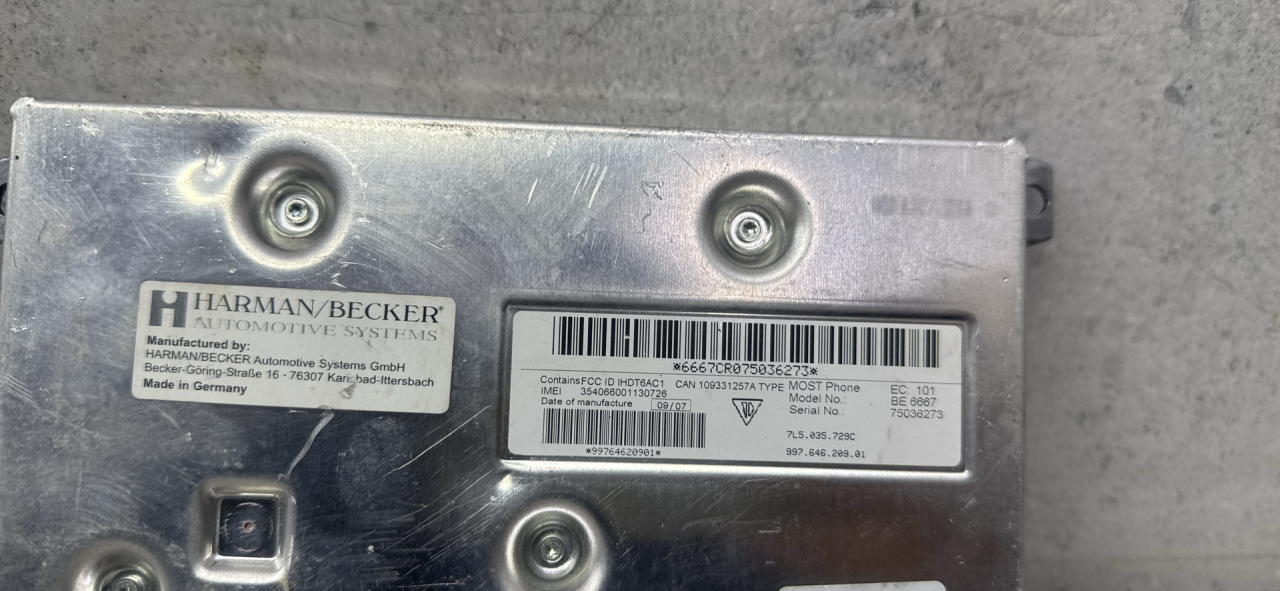 HARMAN/BECKER®
AUTOMOTIVE SYSTEMS
Manufactured by:
HARMAN/BECKER Automotive Systems GmbH
Becker-Göring-Straße 16 · 76307 Karlsbad-Ittersbach
Made in Germany
*6667CR075036273*
ContainsFCC ID IHDT6AC1 CAN 109331257A TYPE MOST Phone EC 101
IMEI 354066001130726 Model No.: BE 6667
Date of manufacture 09/07 Serial No.: 75036273
7L5.035.729C
*99764620901* 997.646.209.01